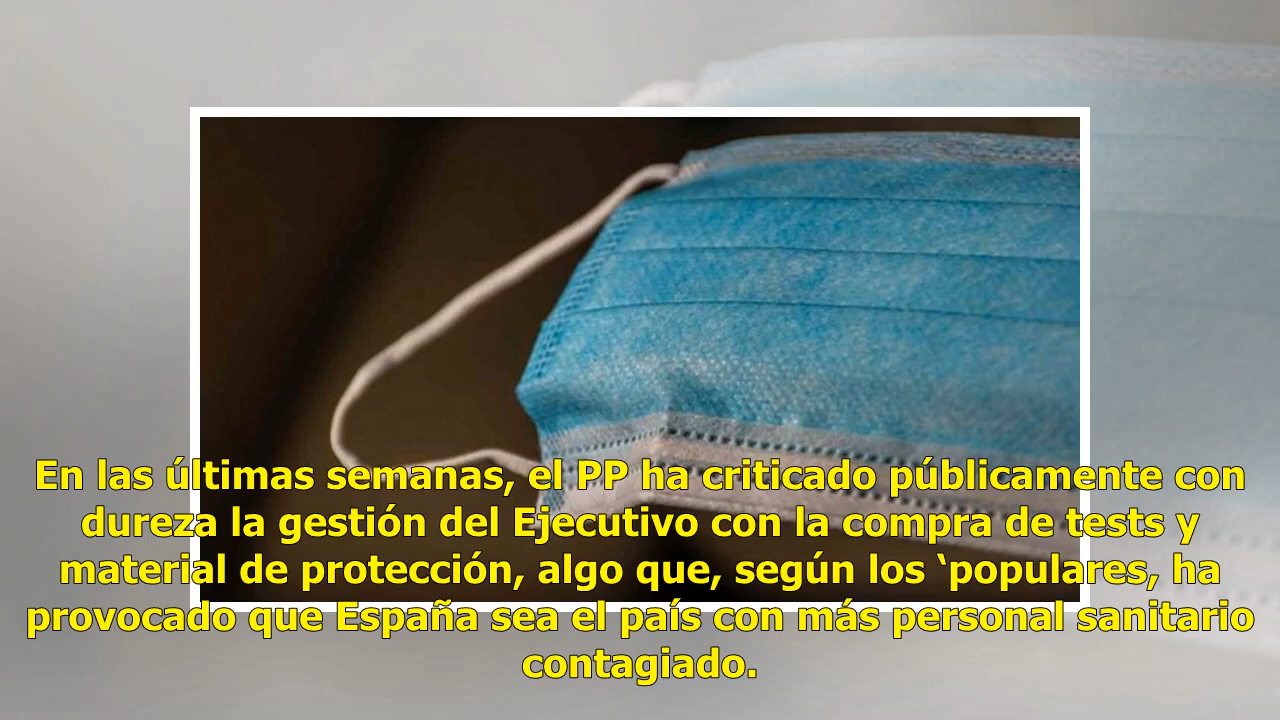 En las últimas semanas, el PP ha criticado públicamente con
dureza la gestión del Ejecutivo con la compra de tests y
material de protección, algo que, según los ‘populares, ha
provocado que España sea el país con más personal sanitario
contagiado.